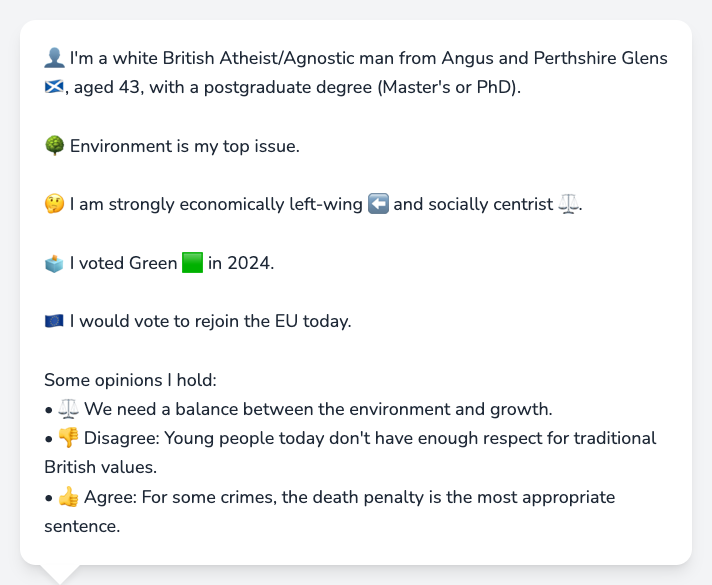 👤 I'm a white British Atheist/Agnostic man from Angus and Perthshire Glens
🏴󠁧󠁢󠁳󠁣󠁴󠁿, aged 43, with a postgraduate degree (Master's or PhD).
🌳 Environment is my top issue.
🤔 I am strongly economically left-wing ⬅️ and socially centrist ⚖️.
🗳️ I voted Green 🟩 in 2024.
🇪🇺 I would vote to rejoin the EU today.
Some opinions I hold:
• ⚖️ We need a balance between the environment and growth.
• 👎 Disagree: Young people today don't have enough respect for traditional
British values.
• 👍 Agree: For some crimes, the death penalty is the most appropriate
sentence.